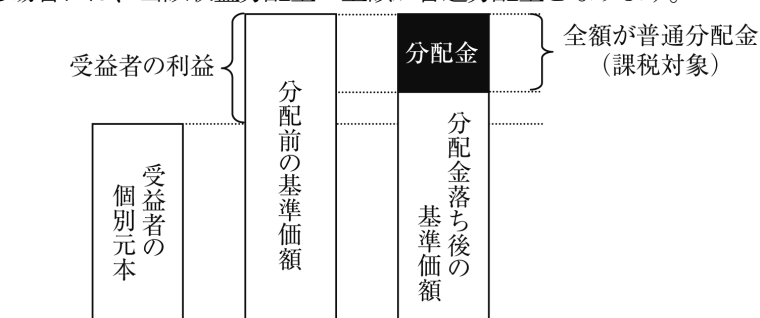 受益者の利益
分配金
全額が普通分配金
（課税対象）
分配前の基準価額
分配金落ち後の
基準価額
受益者の
個別元本